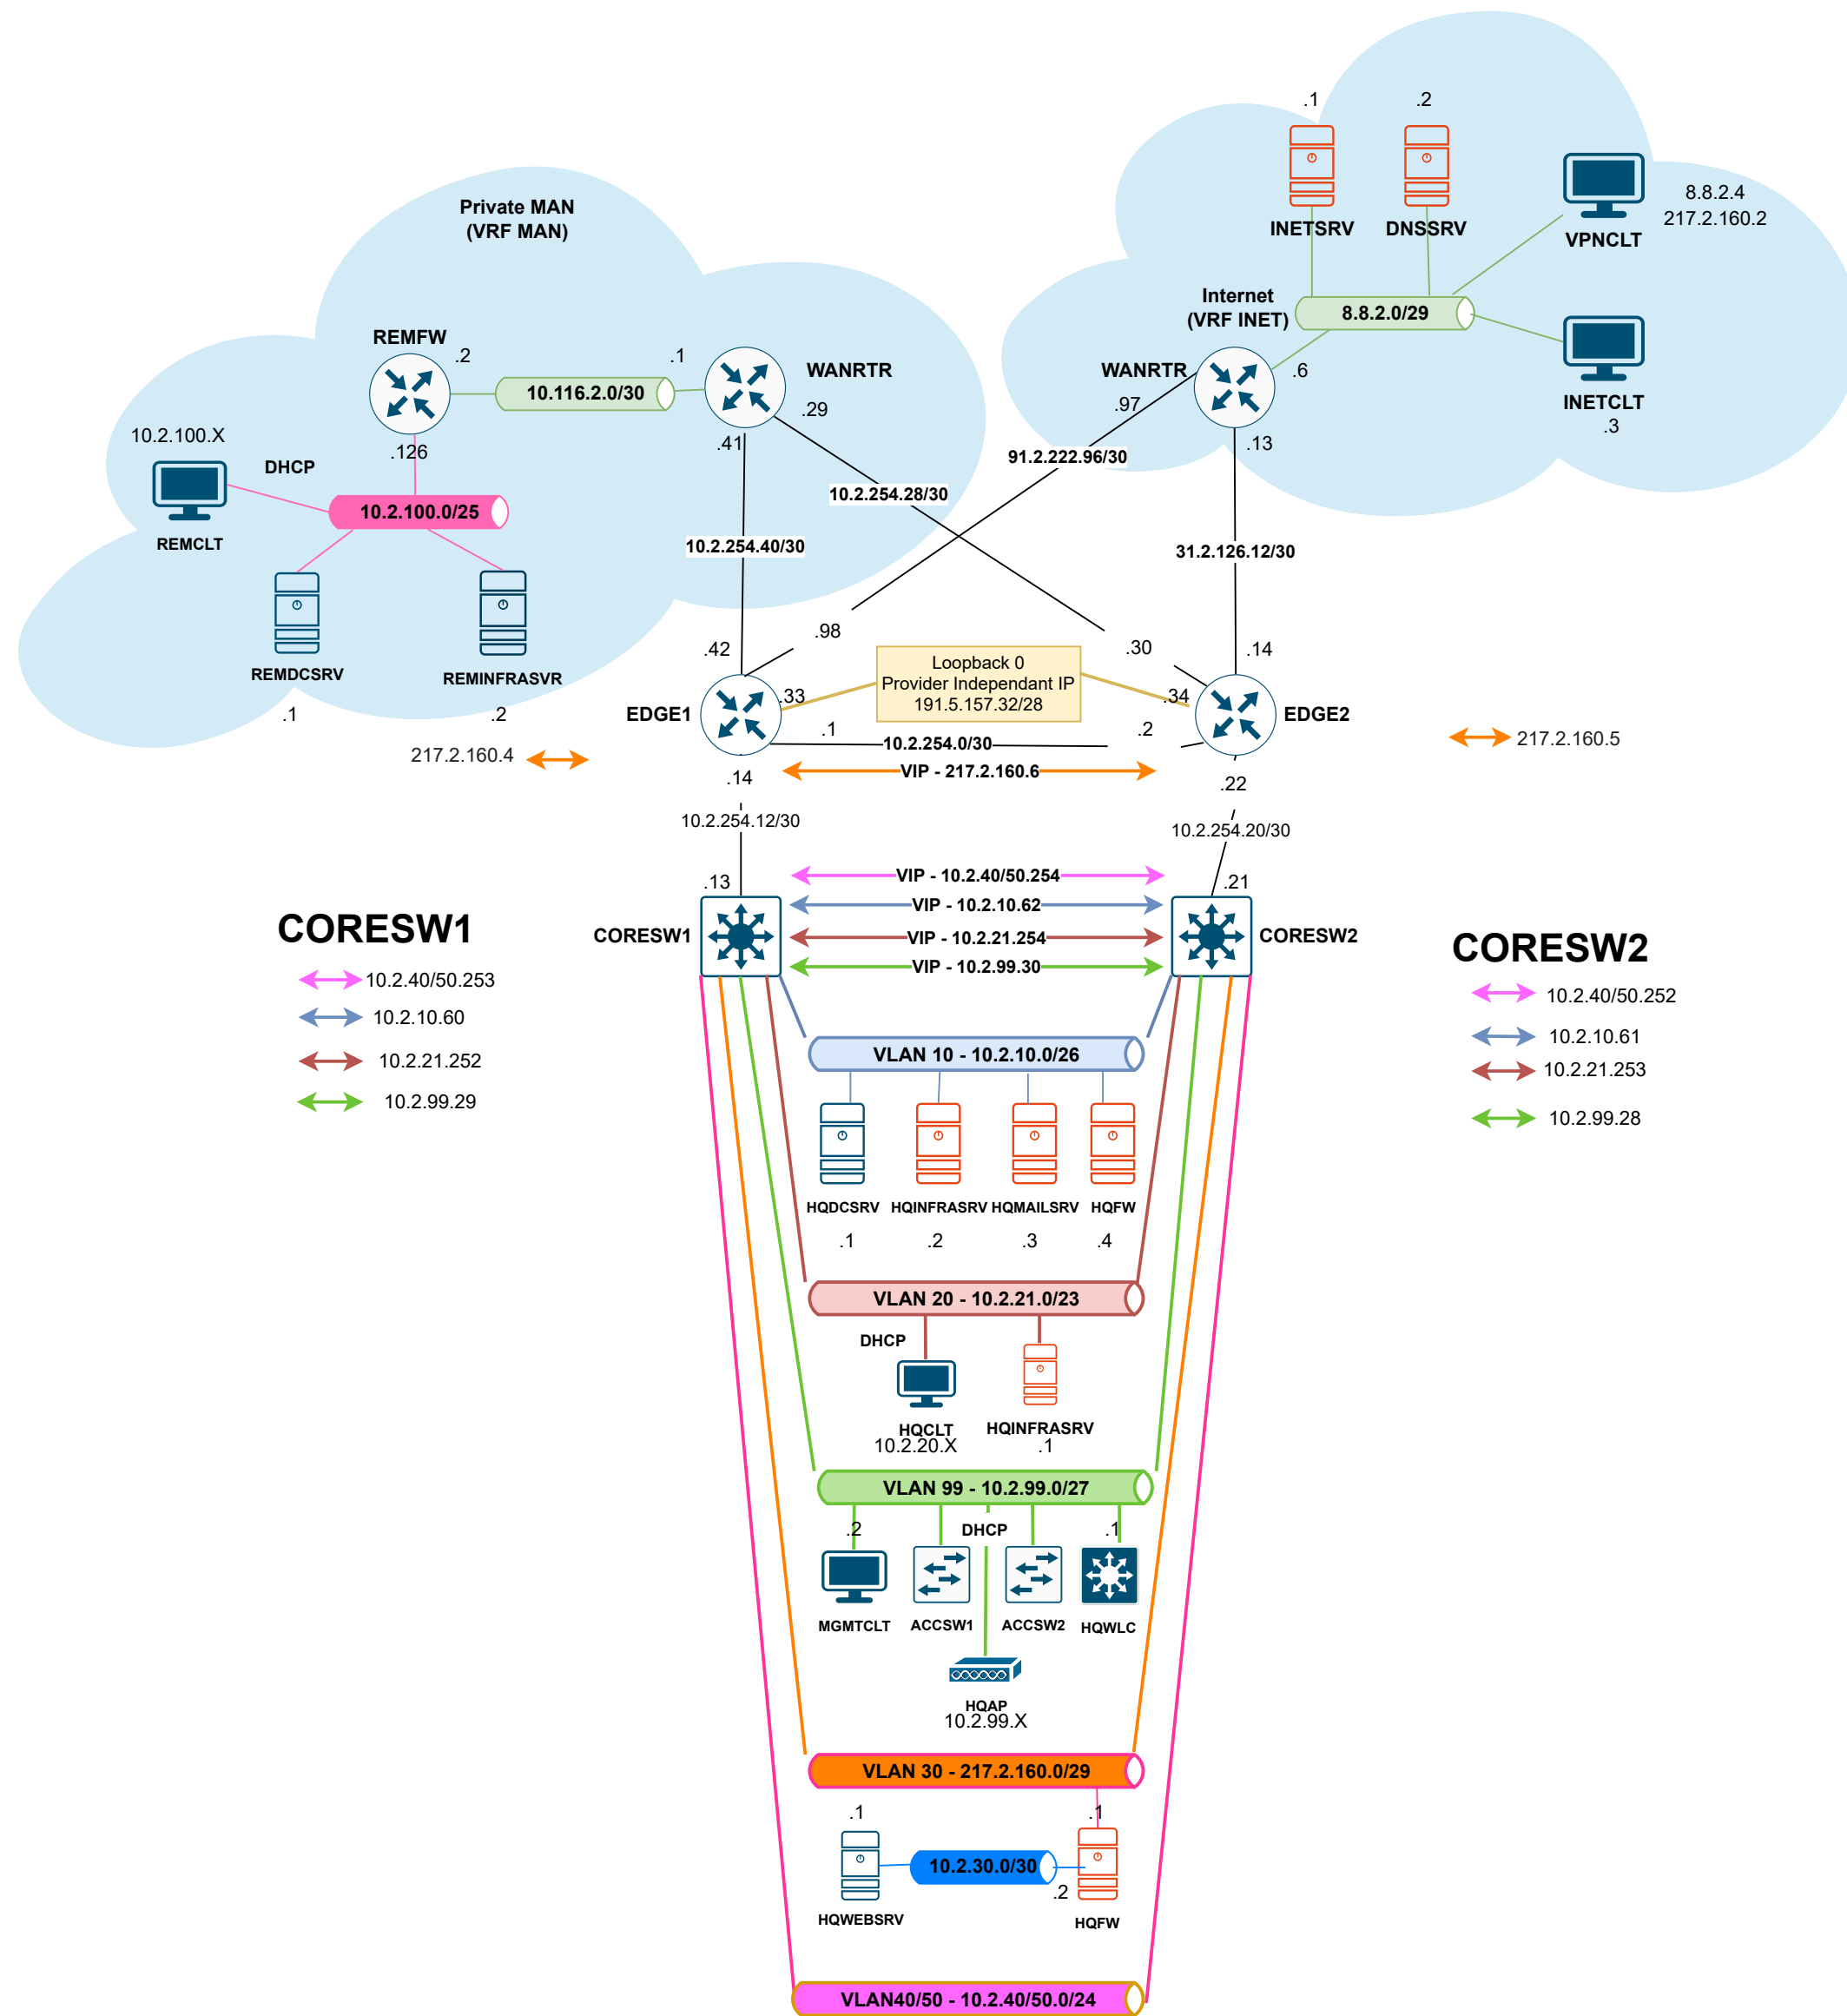 .1
.2
INETSRV
DNSSRV
VPNCLT
8.8.2.4
217.2.160.2
Internet
(VRF INET)
8.8.2.0/29
INETCLT
.3
WANRTR
.6
.97
.13
91.2.222.96/30
31.2.126.12/30
Private MAN
(VRF MAN)
REMFW
.2
10.116.2.0/30
.1
WANRTR
.29
.41
.126
10.2.100.X
DHCP
REMCLT
10.2.100.0/25
10.2.254.28/30
10.2.254.40/30
REMDCSRV
.1
REMINFRASVR
.2
.42
.98
.30
.14
Loopback 0
Provider Independant IP
191.5.157.32/28
.33
.34
EDGE1
EDGE2
.1
10.2.254.0/30
.2
217.2.160.4
VIP - 217.2.160.6
217.2.160.5
.14
.22
10.2.254.12/30
10.2.254.20/30
.13
.21
VIP - 10.2.40/50.254
VIP - 10.2.10.62
VIP - 10.2.21.254
VIP - 10.2.99.30
CORESW1
CORESW2
CORESW1
10.2.40/50.253
10.2.10.60
10.2.21.252
10.2.99.29
CORESW2
10.2.40/50.252
10.2.10.61
10.2.21.253
10.2.99.28
VLAN 10 - 10.2.10.0/26
HQDCSRV
HQINFRASRV
HQMAILSRV
HQFW
.1
.2
.3
.4
VLAN 20 - 10.2.21.0/23
DHCP
HQCLT
10.2.20.X
HQINFRASRV
.1
VLAN 99 - 10.2.99.0/27
.2
DHCP
.1
MGMTCLT
ACCSW1
ACCSW2
HQWLC
HQAP
10.2.99.X
VLAN 30 - 217.2.160.0/29
.1
.1
10.2.30.0/30
.2
HQWEBSRV
HQFW
VLAN40/50 - 10.2.40/50.0/24